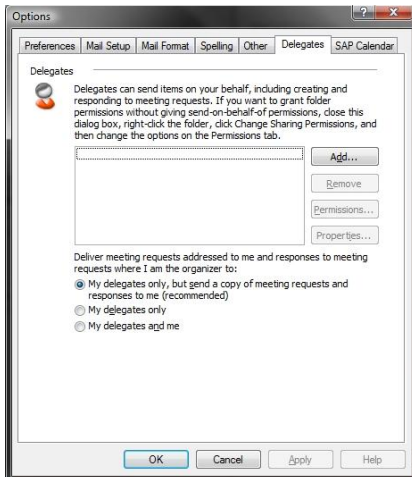 Options
Preferences Mail Setup Mail Format Spelling Other Delegates SAP Calendar
Delegates
Delegates can send items on your behalf, including creating and
responding to meeting requests. If you want to grant folder
permissions without giving send-on-behalf-of permissions, close this
dialog box, right-click the folder, click Change Sharing Permissions, and
then change the options on the Permissions tab.
Add...
Remove
Permissions...
Properties...
Deliver meeting requests addressed to me and responses to meeting
requests where I am the organizer to:
My delegates only, but send a copy of meeting requests and
responses to me (recommended)
My delegates only
My delegates and me
OK Cancel Apply Help